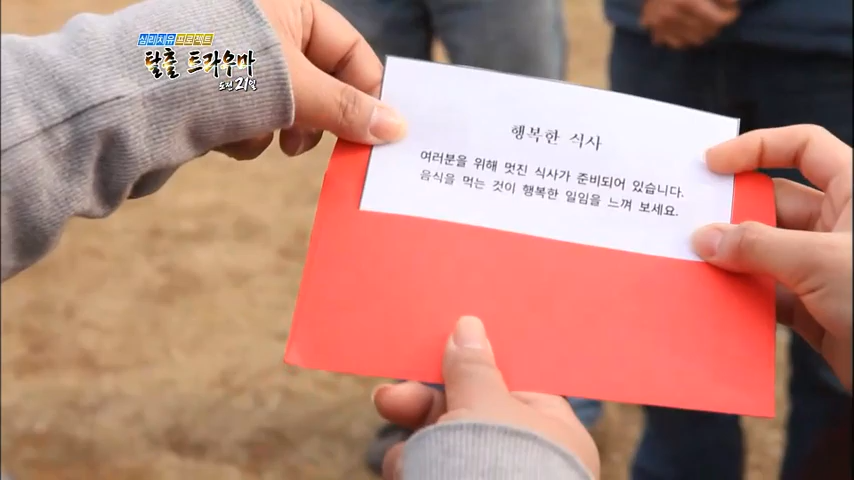 심리치유프로젝트
탈출 트라우마
도전 21일
행복한 식사
여러분을 위해 멋진 식사가 준비되어 있습니다.
음식을 먹는 것이 행복한 일임을 느껴 보세요.